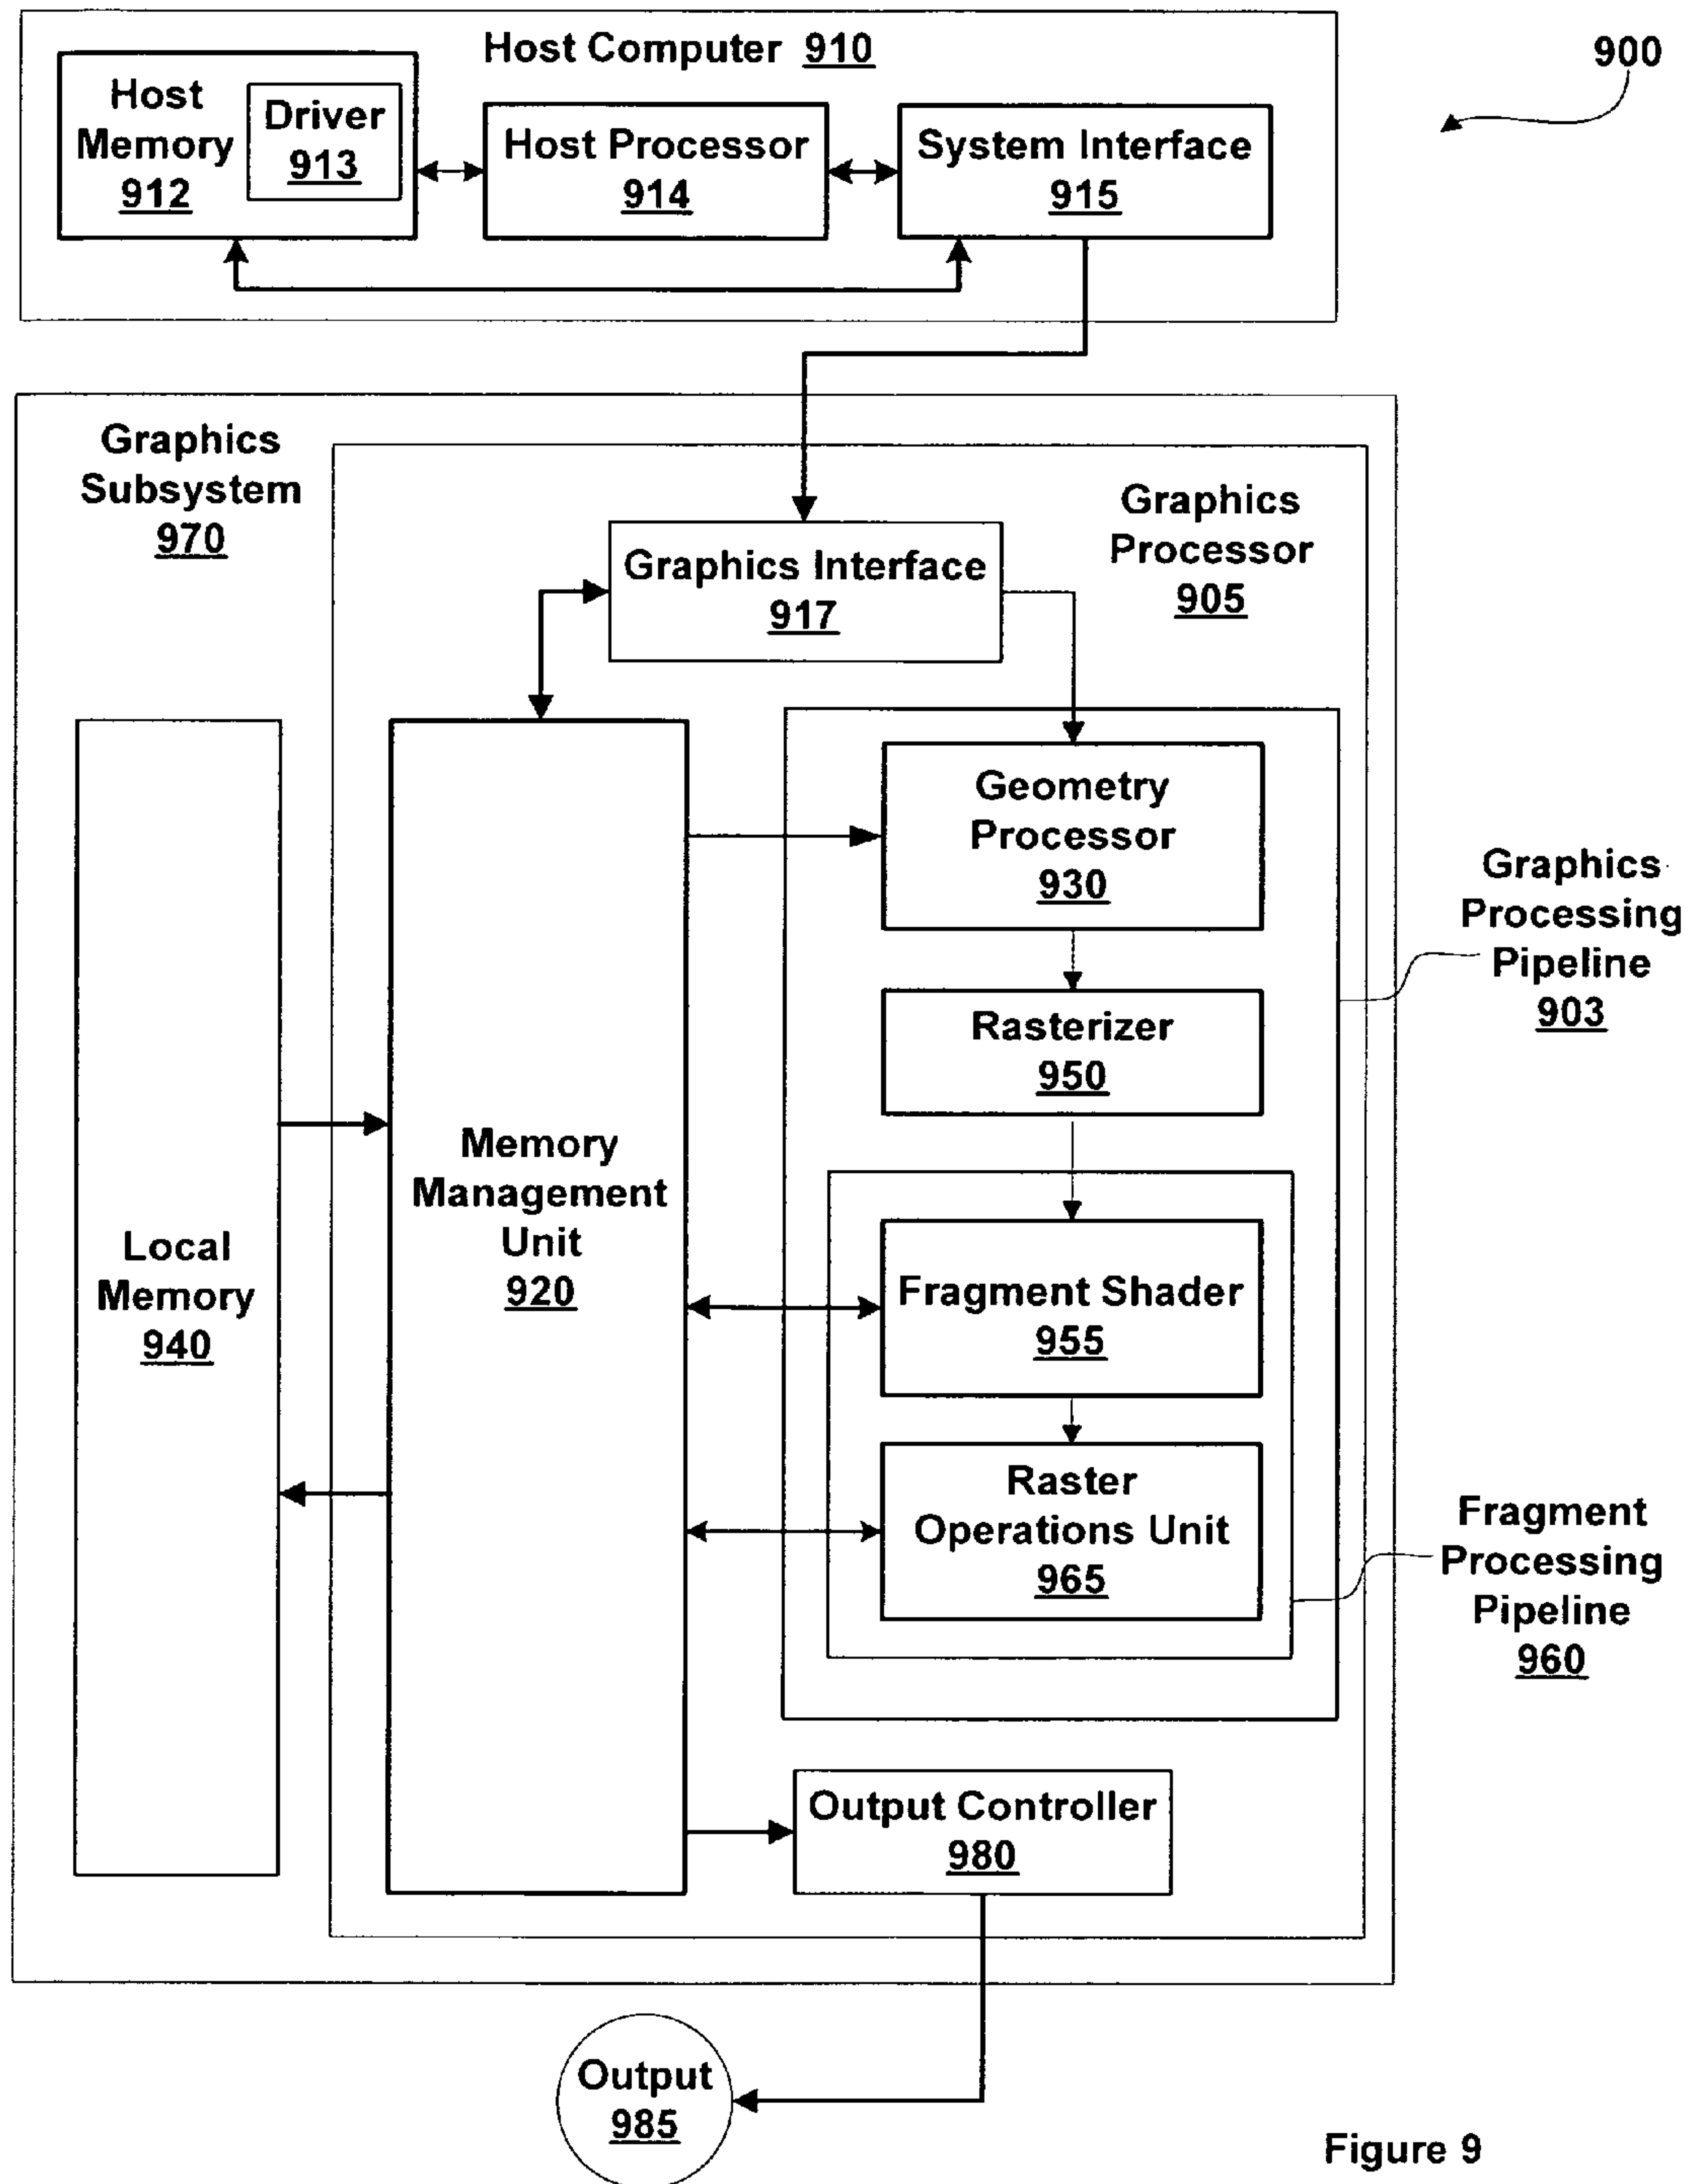 Host Computer 910
900
Host
Memory
912
Driver
913
Host Processor
914
System Interface
915
Graphics
Subsystem
970
Graphics
Processor
905
Graphics Interface
917
Geometry
Processor
930
Graphics
Processing
Pipeline
903
Rasterizer
950
Memory
Management
Unit
920
Local
Memory
940
Fragment Shader
955
Raster
Operations Unit
965
Fragment
Processing
Pipeline
960
Output Controller
980
Output
985
Figure 9